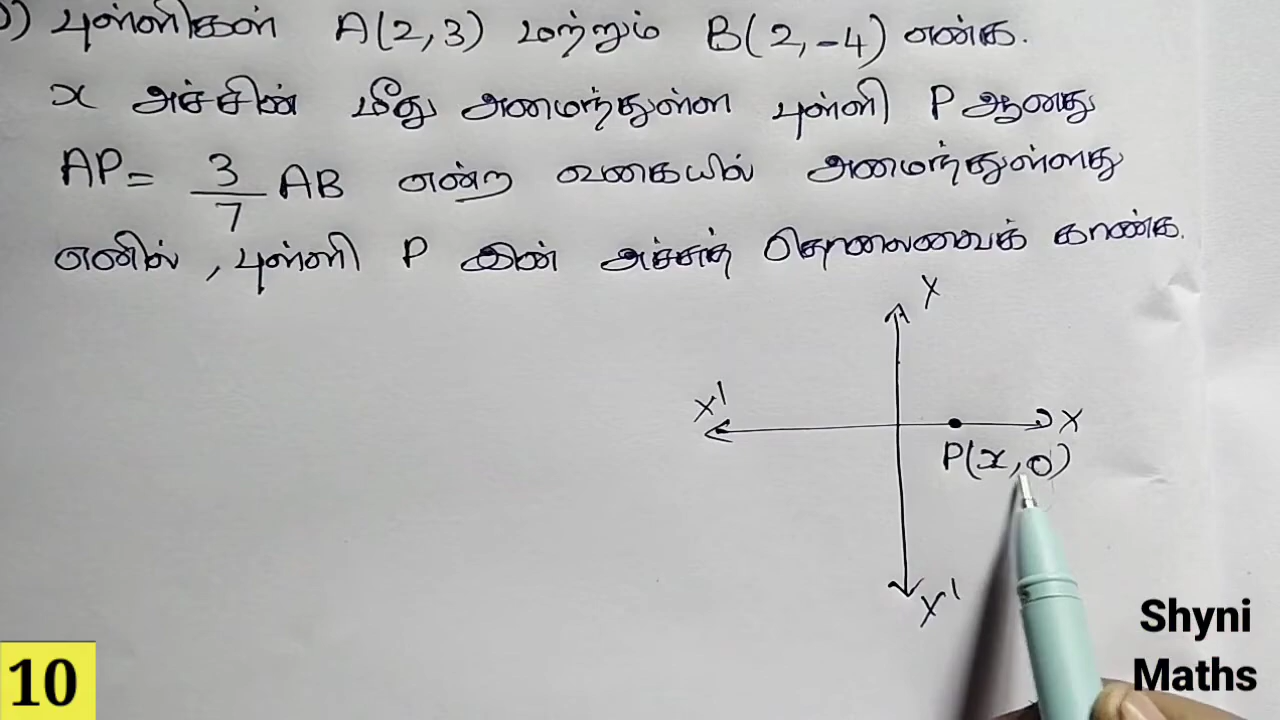 ) புள்ளிகள் A(2,3) மற்றும் B(2,-4) என்க.
x அச்சின் மீது அமைந்துள்ள புள்ளி P ஆனது
AP = 3/7 AB என்ற வகையில் அமைந்துள்ளது
எனில், புள்ளி P இன் அச்சுத் தொலைவைக் காண்க.
Y
X'
X
P(x,0)
Y'
Shyni
Maths
10